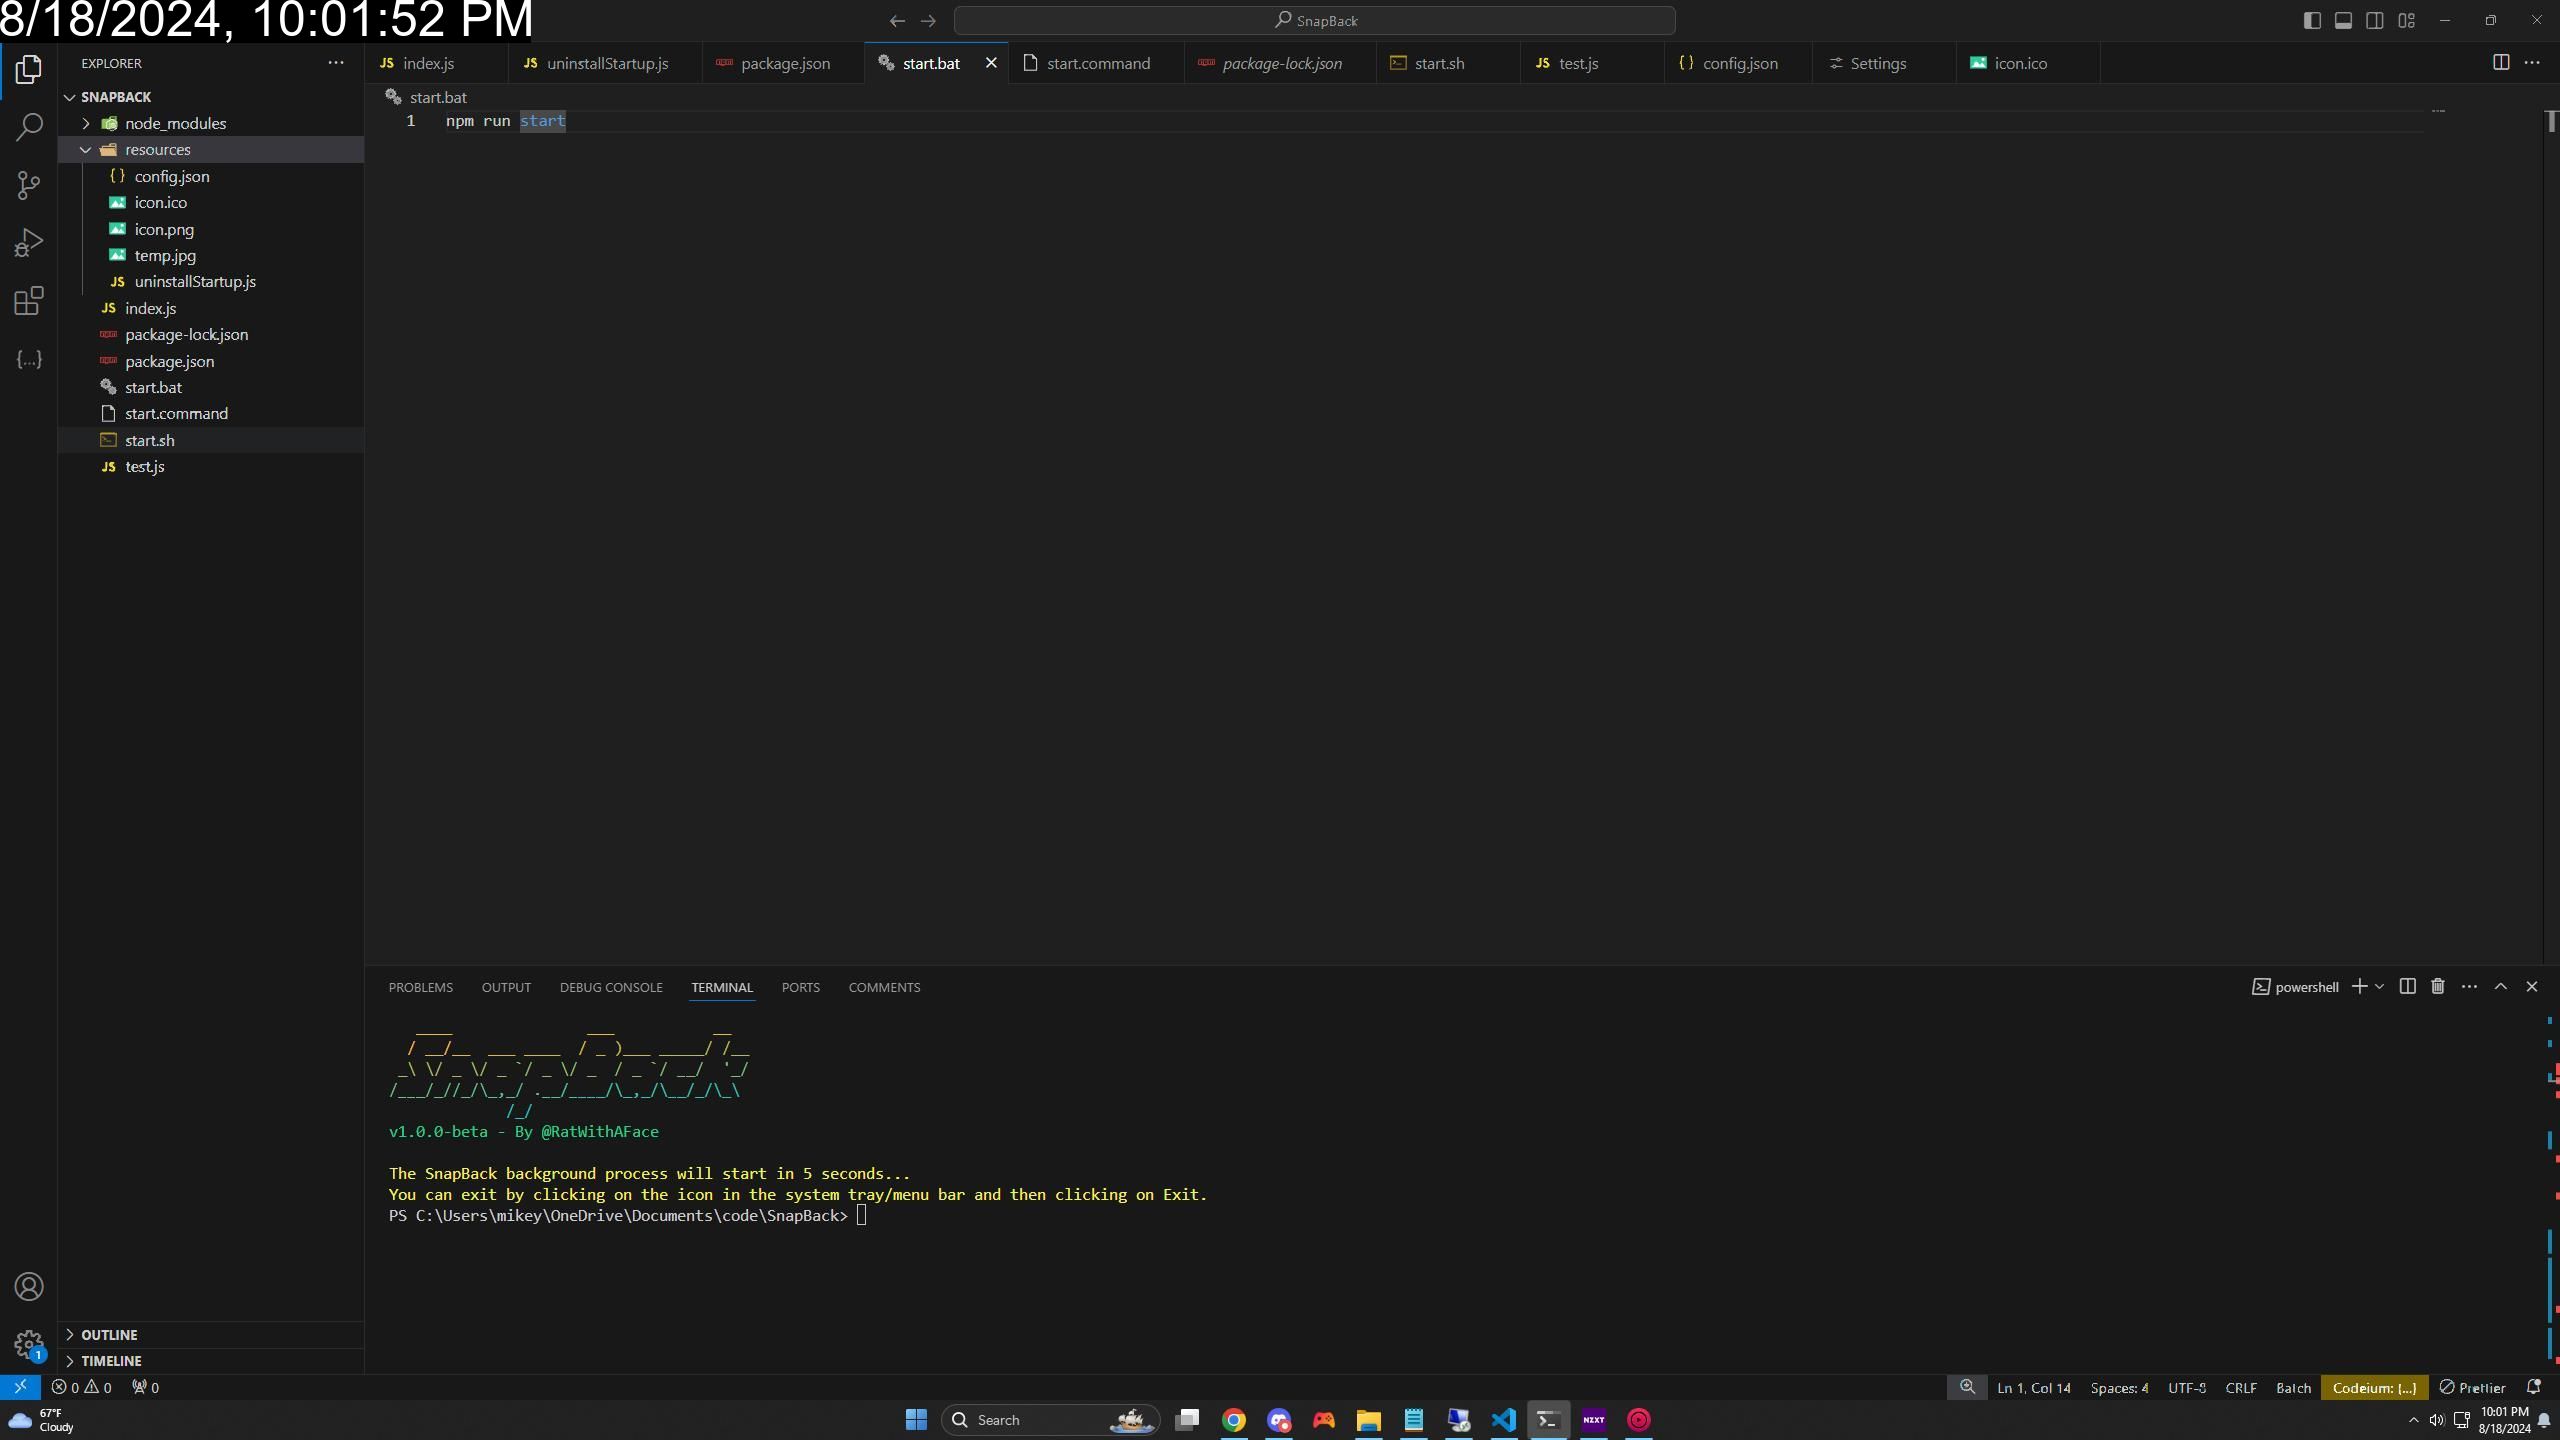 8/18/2024, 10:01:52 PM
SnapBack
EXPLORER
index.js
uninstallStartup.js
package.json
start.bat
start.command
package-lock.json
start.sh
test.js
config.json
Settings
icon.ico
SNAPBACK
node_modules
resources
config.json
icon.ico
icon.png
temp.jpg
uninstallStartup.js
index.js
package-lock.json
package.json
start.bat
start.command
start.sh
test.js
start.bat
1 npm run start
PROBLEMS OUTPUT DEBUG CONSOLE TERMINAL PORTS COMMENTS
powershell
SnapBack
v1.0.0-beta - By @RatWithAFace
The SnapBack background process will start in 5 seconds...
You can exit by clicking on the icon in the system tray/menu bar and then clicking on Exit.
PS C:\Users\mikey\OneDrive\Documents\code\SnapBack>
OUTLINE
TIMELINE
1
0 0 0
Ln 1, Col 14 Spaces: 4 UTF-8 CRLF Batch Codeium: {...} Prettier
67°F
Cloudy
Search
NZXT
10:01 PM
8/18/2024